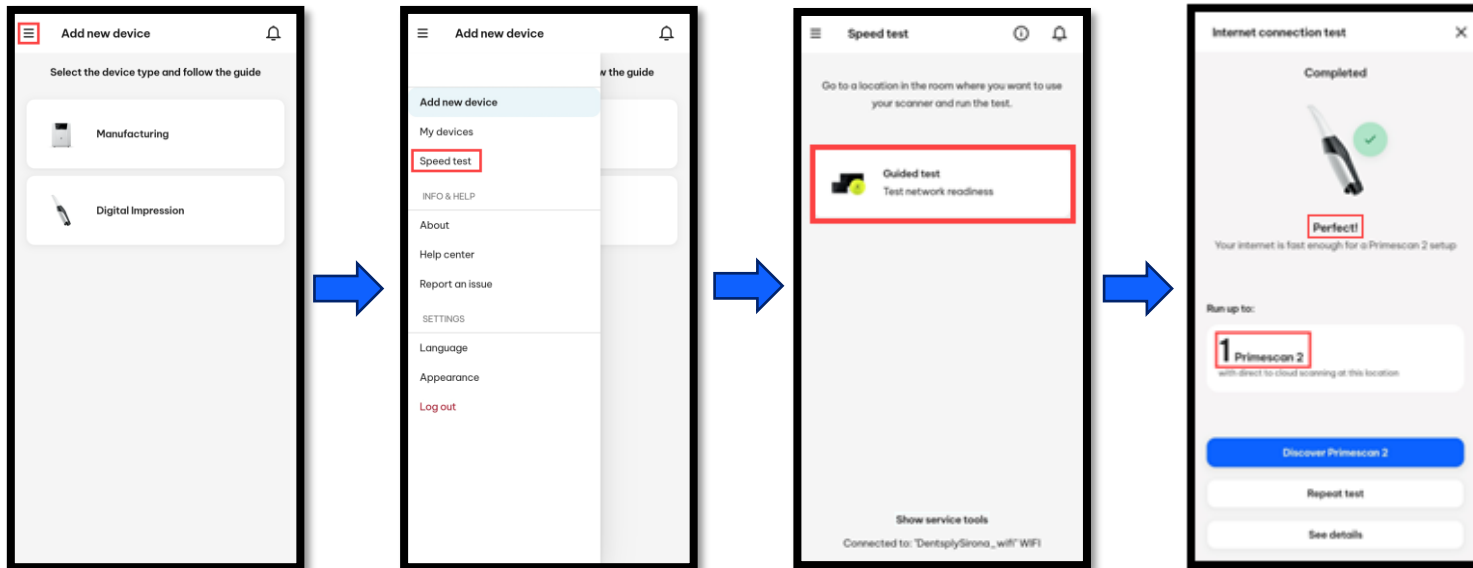 Add new device
Select the device type and follow the guide
Manufacturing
Digital Impression
Add new device
w the guide
Add new device
My devices
Speed test
INFO & HELP
About
Help center
Report an issue
SETTINGS
Language
Appearance
Log out
Speed test
Go to a location in the room where you want to use
your scanner and run the test.
Guided test
Test network readiness
Show service tools
Connected to: "DentsplySirona_wifi" WIFI
Internet connection test
Completed
Perfect!
Your internet is fast enough for a Primescan 2 setup
Run up to:
1 Primescan 2
with direct to cloud scanning at this location
Discover Primescan 2
Repeat test
See details